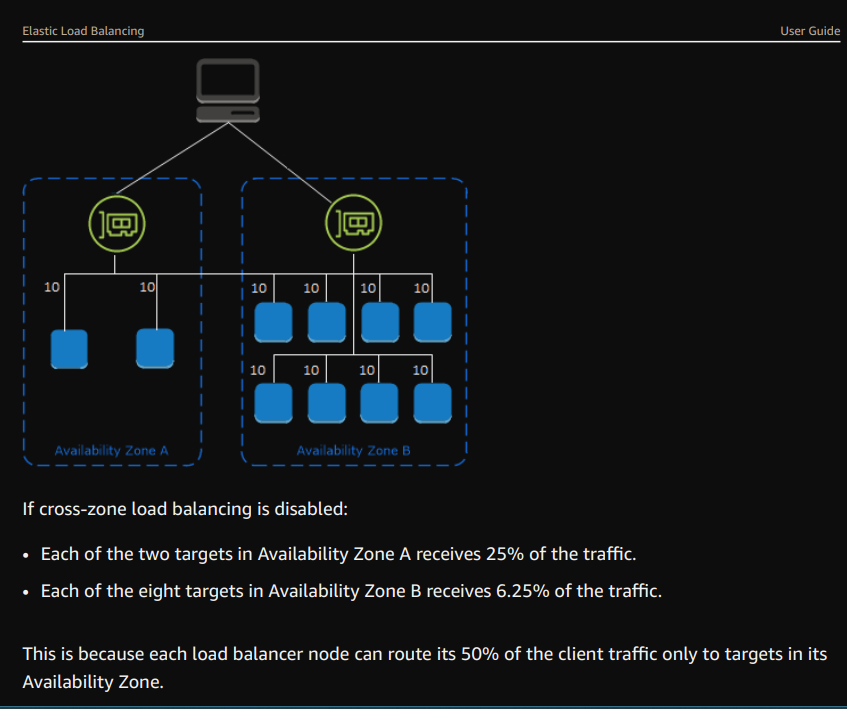 Elastic Load Balancing
User Guide
10 10 10 10 10 10
10 10 10 10
Availability Zone A
Availability Zone B
If cross-zone load balancing is disabled:
• Each of the two targets in Availability Zone A receives 25% of the traffic.
• Each of the eight targets in Availability Zone B receives 6.25% of the traffic.
This is because each load balancer node can route its 50% of the client traffic only to targets in its
Availability Zone.